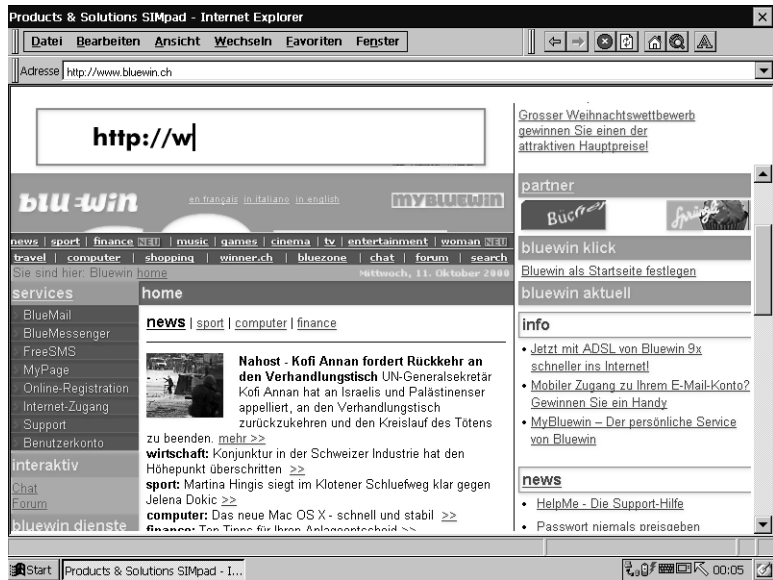 Products & Solutions SIMpad - Internet Explorer
Datei Bearbeiten Ansicht Wechseln Favoriten Fenster
Adresse http://www.bluewin.ch
http://w
bluewin
en français in italiano in english
MYBLUEWIN
news | sport | finance NEU | music | games | cinema | tv | entertainment | woman NEU
travel | computer | shopping | winner.ch | bluezone | chat | forum | search
Sie sind hier: Bluewin home
Mittwoch, 11. Oktober 2000
services
BlueMail
BlueMessenger
FreeSMS
MyPage
Online-Registration
Internet-Zugang
Support
Benutzerkonto
interaktiv
Chat
Forum
bluewin dienste
home
news | sport | computer | finance
Nahost - Kofi Annan fordert Rückkehr an
den Verhandlungstisch UN-Generalsekretär
Kofi Annan hat an Israelis und Palästinenser
appelliert, an den Verhandlungstisch
zurückzukehren und den Kreislauf des Tötens
zu beenden. mehr >>
wirtschaft: Konjunktur in der Schweizer Industrie hat den
Höhepunkt überschritten >>
sport: Martina Hingis siegt im Klotener Schluefweg klar gegen
Jelena Dokic >>
computer: Das neue Mac OS X - schnell und stabil >>
finance: Top Tipps für Ihren Anlageentscheid >>
Grosser Weihnachtswettbewerb
gewinnen Sie einen der
attraktiven Hauptpreise!
partner
Bücher
Sprüngli
bluewin klick
Bluewin als Startseite festlegen
bluewin aktuell
info
• Jetzt mit ADSL von Bluewin 9x
schneller ins Internet!
• Mobiler Zugang zu Ihrem E-Mail-Konto?
Gewinnen Sie ein Handy
• MyBluewin – Der persönliche Service
von Bluewin
news
• HelpMe - Die Support-Hilfe
• Passwort niemals preisgeben
Start
Products & Solutions SIMpad - I...
00:05